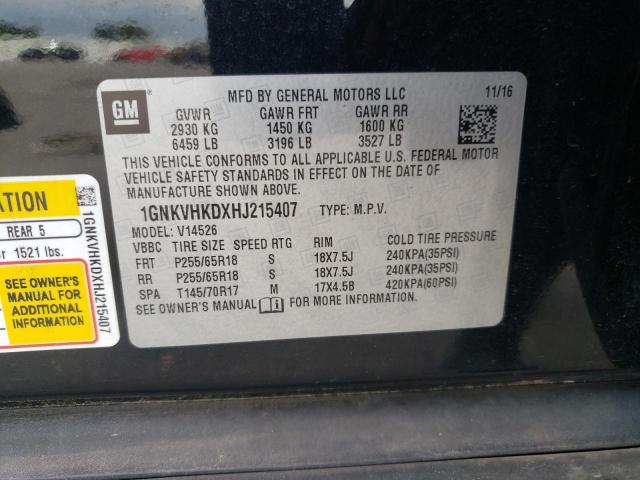 GM
MFD BY GENERAL MOTORS LLC
11/16
GVWR GAWR FRT GAWR RR
2930 KG 1450 KG 1600 KG
6459 LB 3196 LB 3527 LB
THIS VEHICLE CONFORMS TO ALL APPLICABLE U.S. FEDERAL MOTOR
VEHICLE SAFETY STANDARDS IN EFFECT ON THE DATE OF
MANUFACTURE SHOWN ABOVE.
1GNKVHKDXHJ215407 TYPE: M.P.V.
MODEL: V14526
VBBC TIRE SIZE SPEED RTG RIM COLD TIRE PRESSURE
FRT P255/65R18 S 18X7.5J 240KPA(35PSI)
RR P255/65R18 S 18X7.5J 240KPA(35PSI)
SPA T145/70R17 M 17X4.5B 420KPA(60PSI)
SEE OWNER'S MANUAL FOR MORE INFORMATION.
ATION
REAR 5
r 1521 lbs.
SEE OWNER'S
MANUAL FOR
ADDITIONAL
INFORMATION
1GNKVHKDXHJ215407